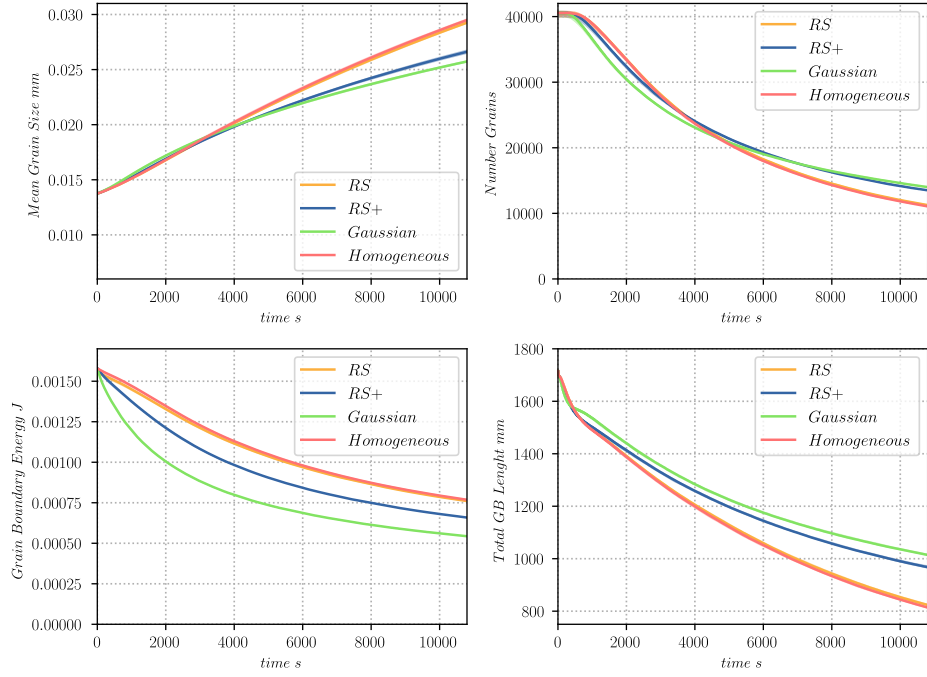 0.030
0.025
0.020
0.015
0.010
Mean Grain Size mm
0 2000 4000 6000 8000 10000
time s
RS
RS+
Gaussian
Homogeneous
40000
30000
20000
10000
0
Number Grains
0 2000 4000 6000 8000 10000
time s
RS
RS+
Gaussian
Homogeneous
0.00150
0.00125
0.00100
0.00075
0.00050
0.00025
0.00000
Grain Boundary Energy J
0 2000 4000 6000 8000 10000
time s
RS
RS+
Gaussian
Homogeneous
1800
1600
1400
1200
1000
800
Total GB Lenght mm
0 2000 4000 6000 8000 10000
time s
RS
RS+
Gaussian
Homogeneous